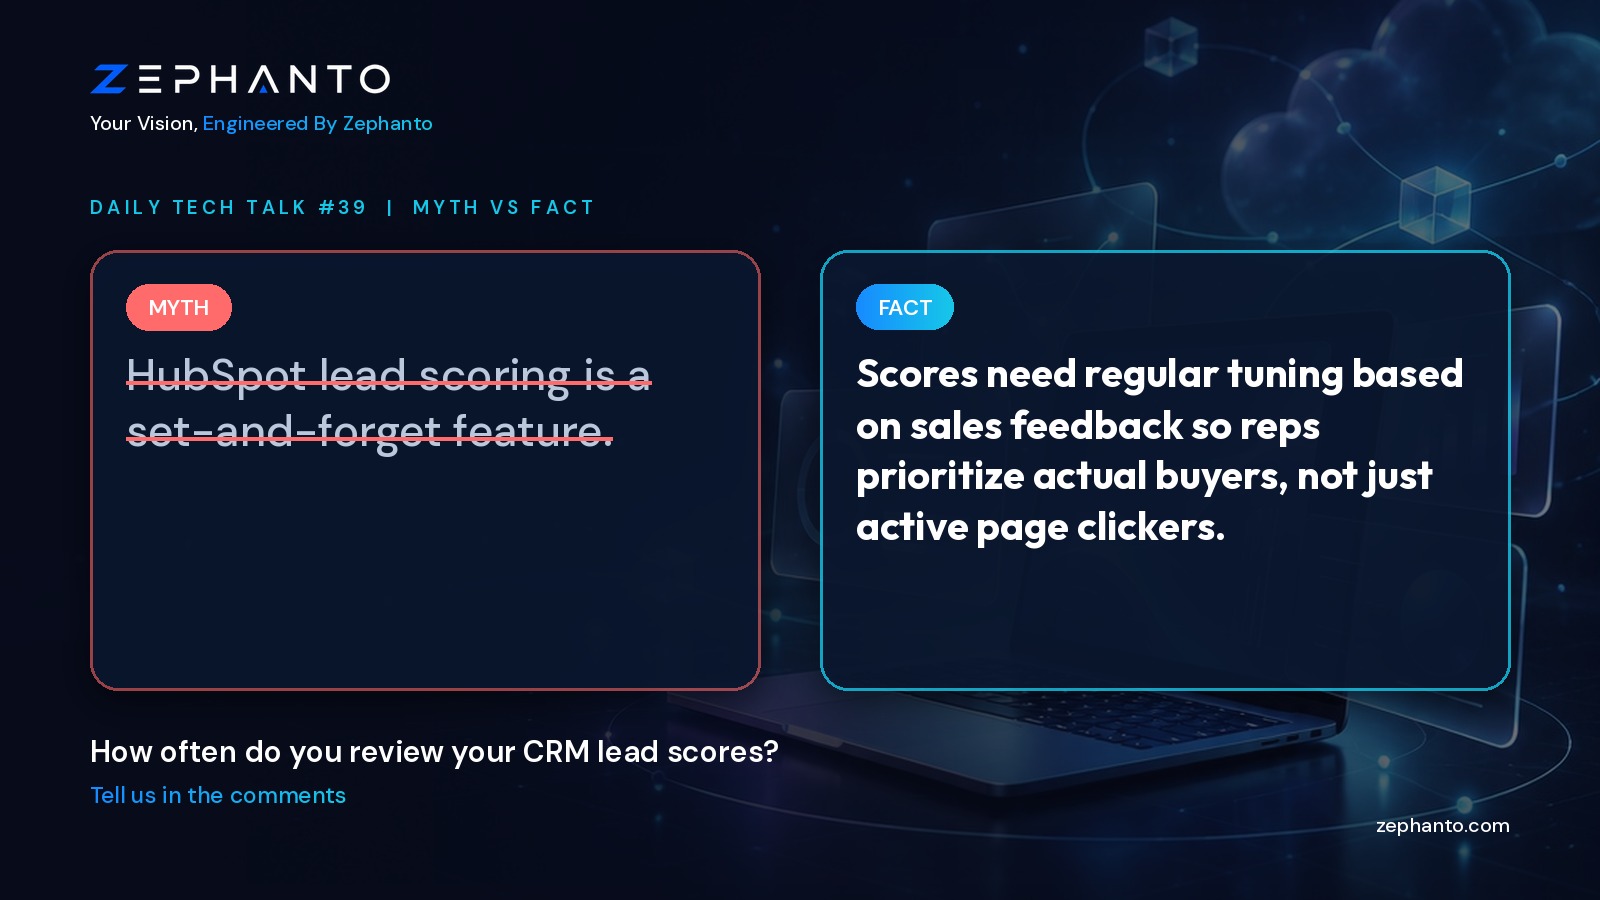 ZEPHANTO
Your Vision, Engineered By Zephanto
DAILY TECH TALK #39 | MYTH VS FACT
MYTH
HubSpot lead scoring is a
set-and-forget feature.
FACT
Scores need regular tuning based
on sales feedback so reps
prioritize actual buyers, not just
active page clickers.
How often do you review your CRM lead scores?
Tell us in the comments
zephanto.com